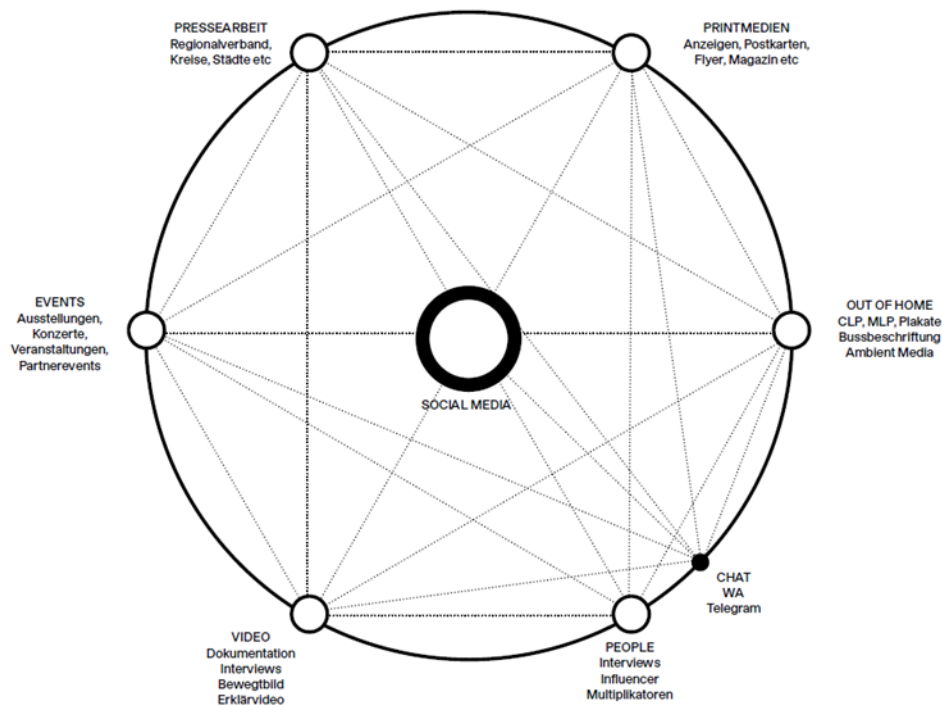 PRESSEARBEIT
Regionalverband,
Kreise, Städte etc
PRINTMEDIEN
Anzeigen, Postkarten,
Flyer, Magazin etc
EVENTS
Ausstellungen,
Konzerte,
Veranstaltungen,
Partnerevents
SOCIAL MEDIA
OUT OF HOME
CLP, MLP, Plakate
Bussbeschriftung
Ambient Media
CHAT
WA
Telegram
VIDEO
Dokumentation
Interviews
Bewegtbild
Erklärvideo
PEOPLE
Interviews
Influencer
Multiplikatoren